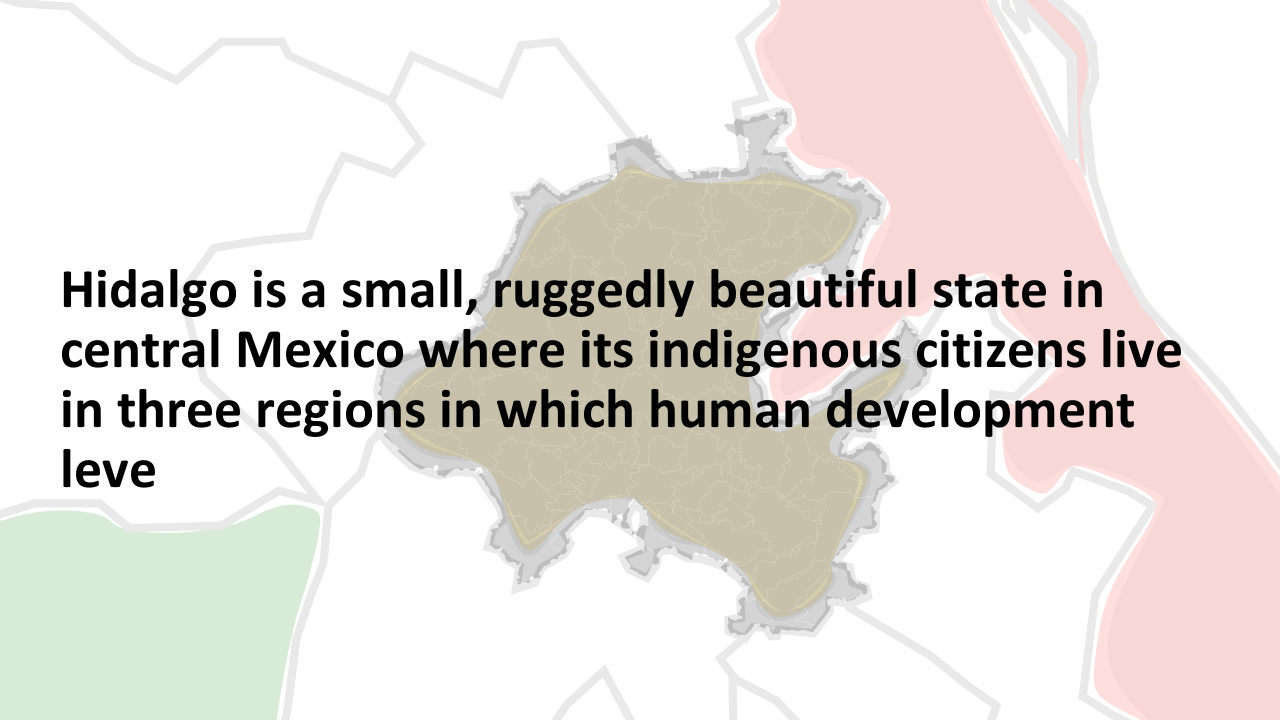 Hidalgo is a small, ruggedly beautiful state in
central Mexico where its indigenous citizens live
in three regions in which human development
leve